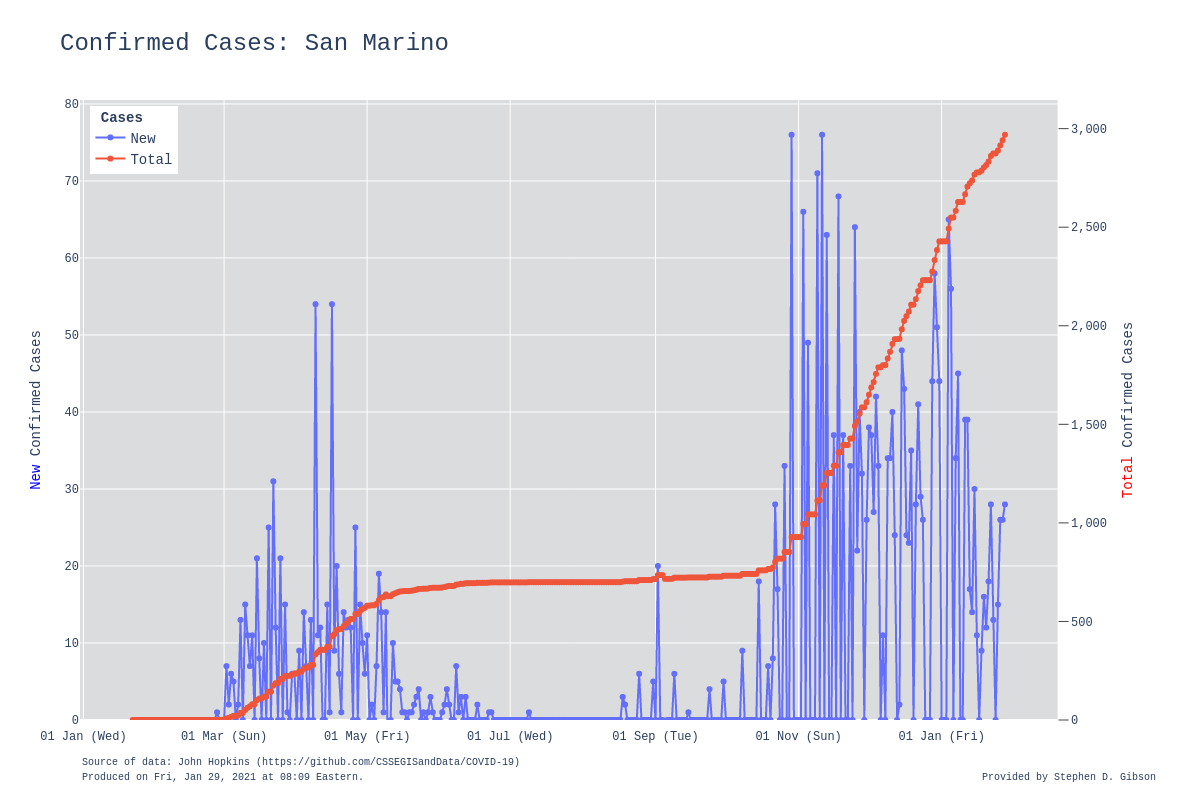 Confirmed Cases: San Marino
Cases
New
Total
80
70
60
50
40
30
20
10
0
New Confirmed Cases
3,000
2,500
2,000
1,500
1,000
500
0
Total Confirmed Cases
01 Jan (Wed) 01 Mar (Sun) 01 May (Fri) 01 Jul (Wed) 01 Sep (Tue) 01 Nov (Sun) 01 Jan (Fri)
Source of data: John Hopkins (https://github.com/CSSEGISandData/COVID-19)
Produced on Fri, Jan 29, 2021 at 08:09 Eastern.
Provided by Stephen D. Gibson